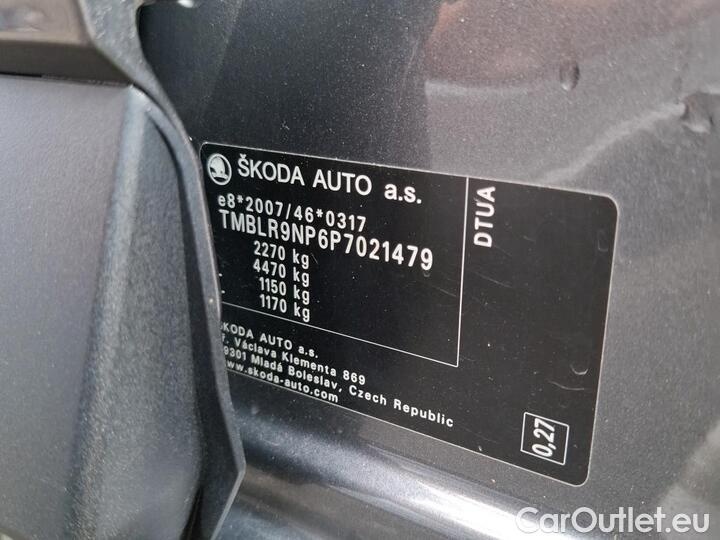 ŠKODA AUTO a.s.
e8*2007/46*0317
TMBLR9NP6P7021479
2270 kg
4470 kg
1150 kg
1170 kg
DTUA
ŠKODA AUTO a.s.
Václava Klementa 869
29301 Mladá Boleslav, Czech Republic
www.skoda-auto.com
0,27
CarOutlet.eu